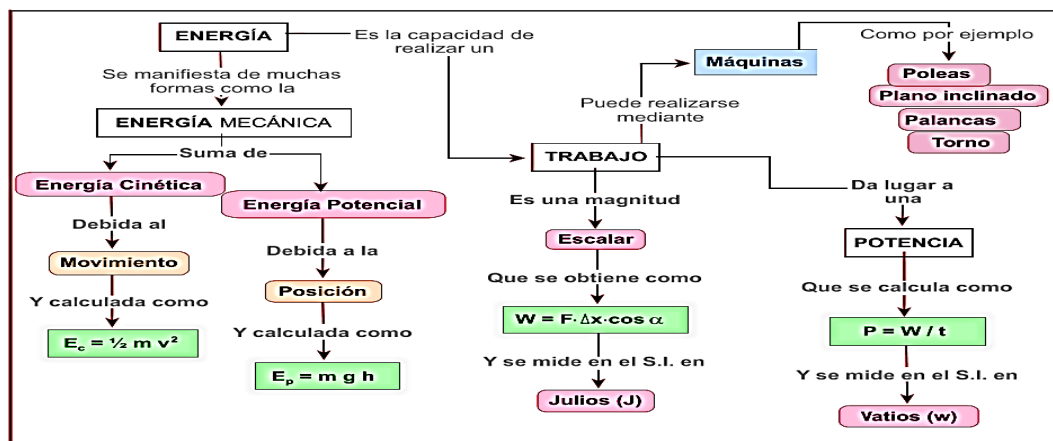 ENERGÍA
Es la capacidad de
realizar un
Se manifiesta de muchas
formas como la
ENERGÍA MECÁNICA
Suma de
Energía Cinética
Debida al
Movimiento
Y calculada como
E_c = ½ m v²
Energía Potencial
Debida a la
Posición
Y calculada como
E_p = m g h
TRABAJO
Puede realizarse
mediante
Máquinas
Como por ejemplo
Poleas
Plano inclinado
Palancas
Torno
Es una magnitud
Escalar
Que se obtiene como
W = F· Δx·cos α
Y se mide en el S.I. en
Julios (J)
Da lugar a
una
POTENCIA
Que se calcula como
P = W / t
Y se mide en el S.I. en
Vatios (w)